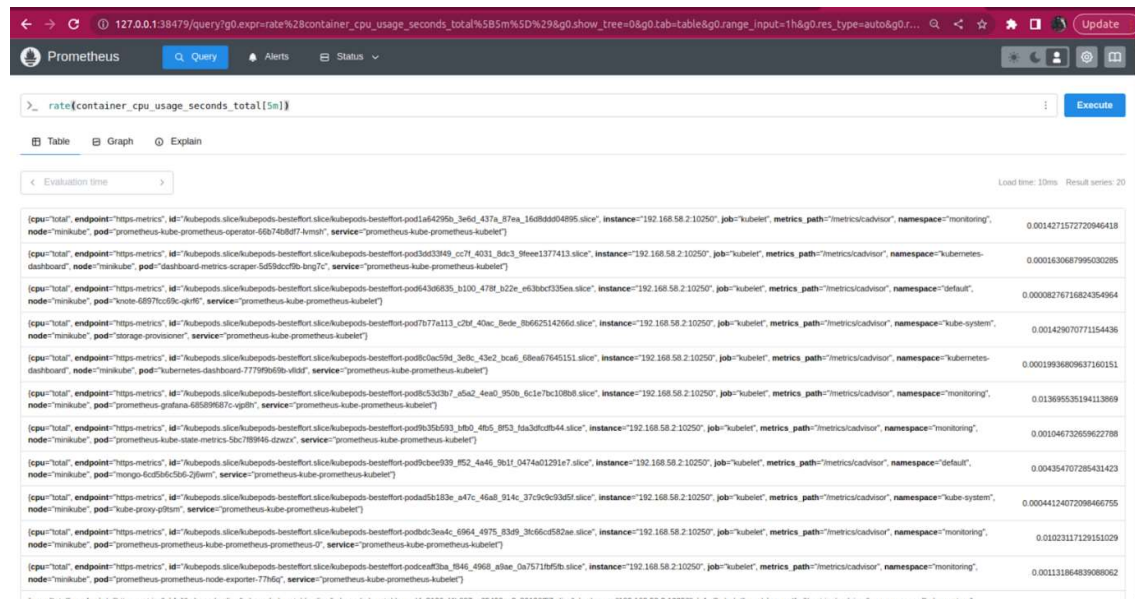 127.0.0.1:38479/query?g0.expr=rate%28container_cpu_usage_seconds_total%5B5m%5D%29&g0.show_tree=0&g0.tab=table&g0.range_input=1h&g0.res_type=auto&g0.r...
Update
Prometheus
Query
Alerts
Status
>_ rate(container_cpu_usage_seconds_total[5m])
Execute
Table
Graph
Explain
Evaluation time
Load time: 10ms Result series: 20
{cpu="total", endpoint="https-metrics", id="/kubepods.slice/kubepods-besteffort.slice/kubepods-besteffort-pod1a64295b_3e6d_437a_87ea_16d8ddd04895.slice", instance="192.168.58.2:10250", job="kubelet", metrics_path="/metrics/cadvisor", namespace="monitoring",
node="minikube", pod="prometheus-kube-prometheus-operator-66b74b8df7-lvmsh", service="prometheus-kube-prometheus-kubelet"}
0.0014271572720946418
{cpu="total", endpoint="https-metrics", id="/kubepods.slice/kubepods-besteffort.slice/kubepods-besteffort-pod3dd33f49_cc7f_4031_8dc3_9feee1377413.slice", instance="192.168.58.2:10250", job="kubelet", metrics_path="/metrics/cadvisor", namespace="kubernetes-
dashboard", node="minikube", pod="dashboard-metrics-scraper-5d59dccf9b-bng7c", service="prometheus-kube-prometheus-kubelet"}
0.0001630687995030285
{cpu="total", endpoint="https-metrics", id="/kubepods.slice/kubepods-besteffort.slice/kubepods-besteffort-pod643d6835_b100_478f_b22e_e63bbcf335ea.slice", instance="192.168.58.2:10250", job="kubelet", metrics_path="/metrics/cadvisor", namespace="default",
node="minikube", pod="knote-6897fcc69c-qkrf6", service="prometheus-kube-prometheus-kubelet"}
0.00008276716824354964
{cpu="total", endpoint="https-metrics", id="/kubepods.slice/kubepods-besteffort.slice/kubepods-besteffort-pod7b77a113_c2bf_40ac_8ede_8b662514266d.slice", instance="192.168.58.2:10250", job="kubelet", metrics_path="/metrics/cadvisor", namespace="kube-system",
node="minikube", pod="storage-provisioner", service="prometheus-kube-prometheus-kubelet"}
0.001429070771154436
{cpu="total", endpoint="https-metrics", id="/kubepods.slice/kubepods-besteffort.slice/kubepods-besteffort-pod8c0ac59d_3e8c_43e2_bca6_68ea67645151.slice", instance="192.168.58.2:10250", job="kubelet", metrics_path="/metrics/cadvisor", namespace="kubernetes-
dashboard", node="minikube", pod="kubernetes-dashboard-7779f9b69b-vlldd", service="prometheus-kube-prometheus-kubelet"}
0.00019936809637160151
{cpu="total", endpoint="https-metrics", id="/kubepods.slice/kubepods-besteffort.slice/kubepods-besteffort-pod8c53d3b7_a5a2_4ea0_950b_6c1e7bc108b8.slice", instance="192.168.58.2:10250", job="kubelet", metrics_path="/metrics/cadvisor", namespace="monitoring",
node="minikube", pod="prometheus-grafana-68589f687c-vjp8h", service="prometheus-kube-prometheus-kubelet"}
0.013695535194113869
{cpu="total", endpoint="https-metrics", id="/kubepods.slice/kubepods-besteffort.slice/kubepods-besteffort-pod9b35b593_bfb0_4fb5_8f53_fda3dfcdfb44.slice", instance="192.168.58.2:10250", job="kubelet", metrics_path="/metrics/cadvisor", namespace="monitoring",
node="minikube", pod="prometheus-kube-state-metrics-5bc7f89f46-dzwzx", service="prometheus-kube-prometheus-kubelet"}
0.001046732659622788
{cpu="total", endpoint="https-metrics", id="/kubepods.slice/kubepods-besteffort.slice/kubepods-besteffort-pod9cbee939_ff52_4a46_9b1f_0474a01291e7.slice", instance="192.168.58.2:10250", job="kubelet", metrics_path="/metrics/cadvisor", namespace="default",
node="minikube", pod="mongo-6cd5b6c5b6-2j6wm", service="prometheus-kube-prometheus-kubelet"}
0.004354707285431423
{cpu="total", endpoint="https-metrics", id="/kubepods.slice/kubepods-besteffort.slice/kubepods-besteffort-podad5b183e_a47c_46a8_914c_37c9c9c93d5f.slice", instance="192.168.58.2:10250", job="kubelet", metrics_path="/metrics/cadvisor", namespace="kube-system",
node="minikube", pod="kube-proxy-p9tsm", service="prometheus-kube-prometheus-kubelet"}
0.00044124072098466755
{cpu="total", endpoint="https-metrics", id="/kubepods.slice/kubepods-besteffort.slice/kubepods-besteffort-podbdc3ea4c_6964_4975_83d9_3fc66cd582ae.slice", instance="192.168.58.2:10250", job="kubelet", metrics_path="/metrics/cadvisor", namespace="monitoring",
node="minikube", pod="prometheus-prometheus-kube-prometheus-prometheus-0", service="prometheus-kube-prometheus-kubelet"}
0.01023117129151029
{cpu="total", endpoint="https-metrics", id="/kubepods.slice/kubepods-besteffort.slice/kubepods-besteffort-podceaff3ba_f846_4968_a9ae_0a7571fbf5fb.slice", instance="192.168.58.2:10250", job="kubelet", metrics_path="/metrics/cadvisor", namespace="monitoring",
node="minikube", pod="prometheus-prometheus-node-exporter-77h6q", service="prometheus-kube-prometheus-kubelet"}
0.001131864839088062